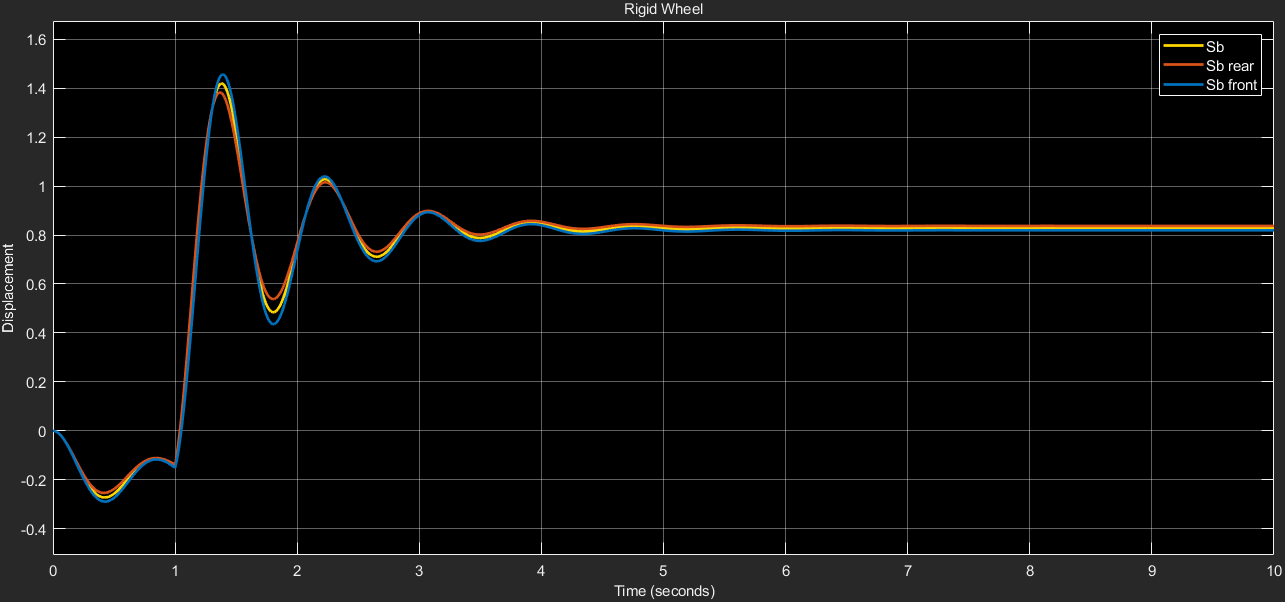 Rigid Wheel
Sb
Sb rear
Sb front
1.6
1.4
1.2
1
0.8
0.6
0.4
0.2
0
-0.2
-0.4
Displacement
0 1 2 3 4 5 6 7 8 9 10
Time (seconds)